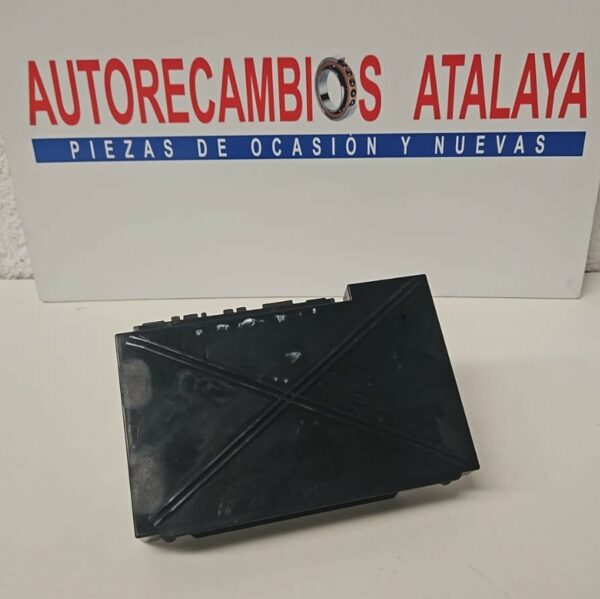 AUTORECAMBIOS ATALAYA
PIEZAS DE OCASIÓN Y NUEVAS